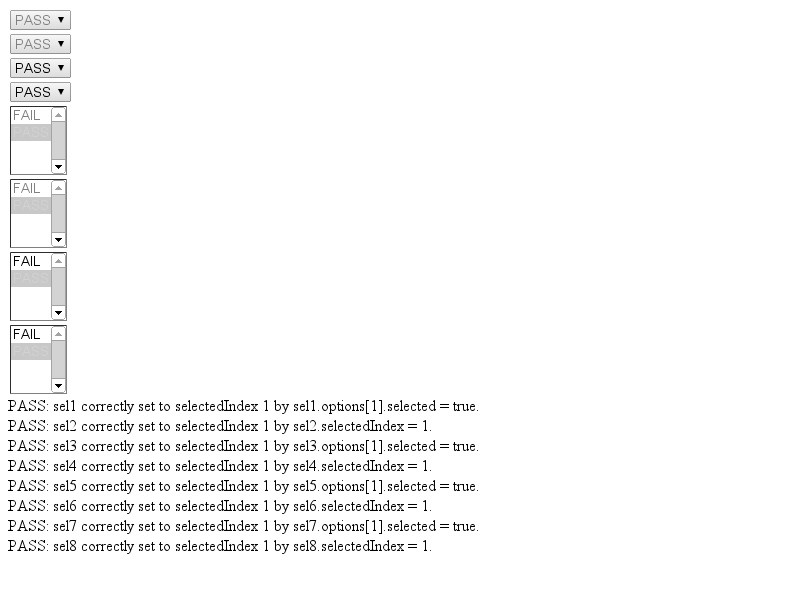 PASS
PASS
PASS
PASS
FAIL
PASS
FAIL
PASS
FAIL
PASS
FAIL
PASS
PASS: sel1 correctly set to selectedIndex 1 by sel1.options[1].selected = true.
PASS: sel2 correctly set to selectedIndex 1 by sel2.selectedIndex = 1.
PASS: sel3 correctly set to selectedIndex 1 by sel3.options[1].selected = true.
PASS: sel4 correctly set to selectedIndex 1 by sel4.selectedIndex = 1.
PASS: sel5 correctly set to selectedIndex 1 by sel5.options[1].selected = true.
PASS: sel6 correctly set to selectedIndex 1 by sel6.selectedIndex = 1.
PASS: sel7 correctly set to selectedIndex 1 by sel7.options[1].selected = true.
PASS: sel8 correctly set to selectedIndex 1 by sel8.selectedIndex = 1.